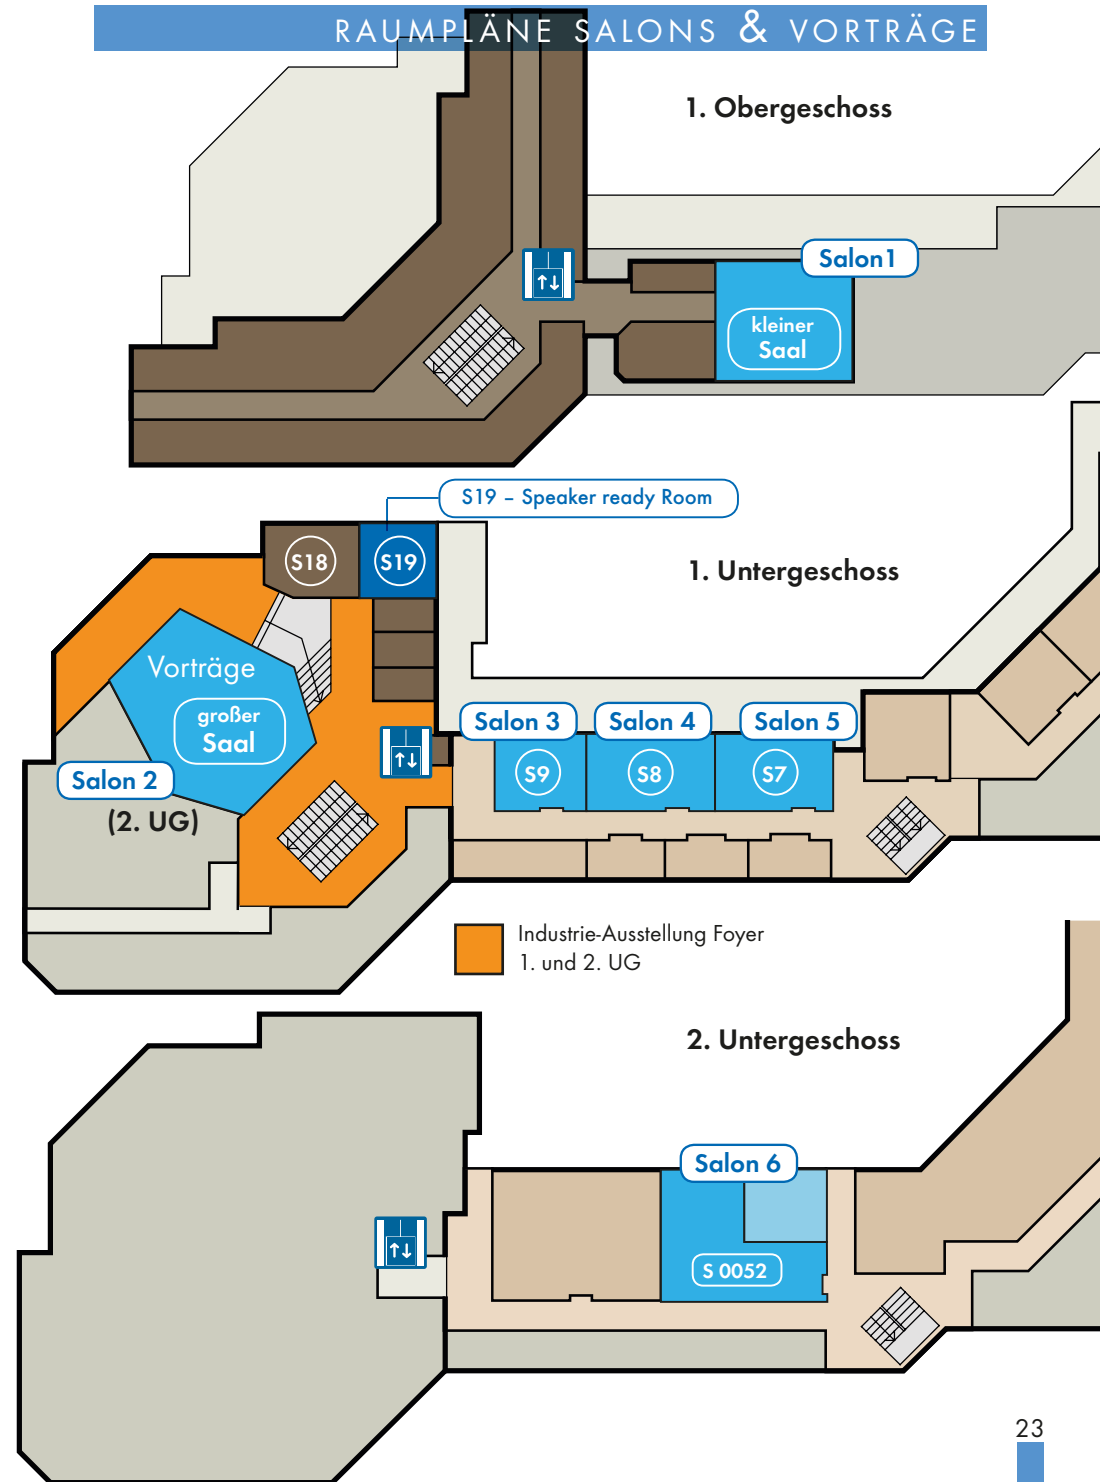 RAUMPLÄNE SALONS & VORTRÄGE
1. Obergeschoss
Salon1
kleiner
Saal
S19 – Speaker ready Room
S18
S19
1. Untergeschoss
Vorträge
großer
Saal
Salon 2
(2. UG)
Salon 3
Salon 4
Salon 5
S9
S8
S7
Industrie-Ausstellung Foyer
1. und 2. UG
2. Untergeschoss
Salon 6
S 0052
23